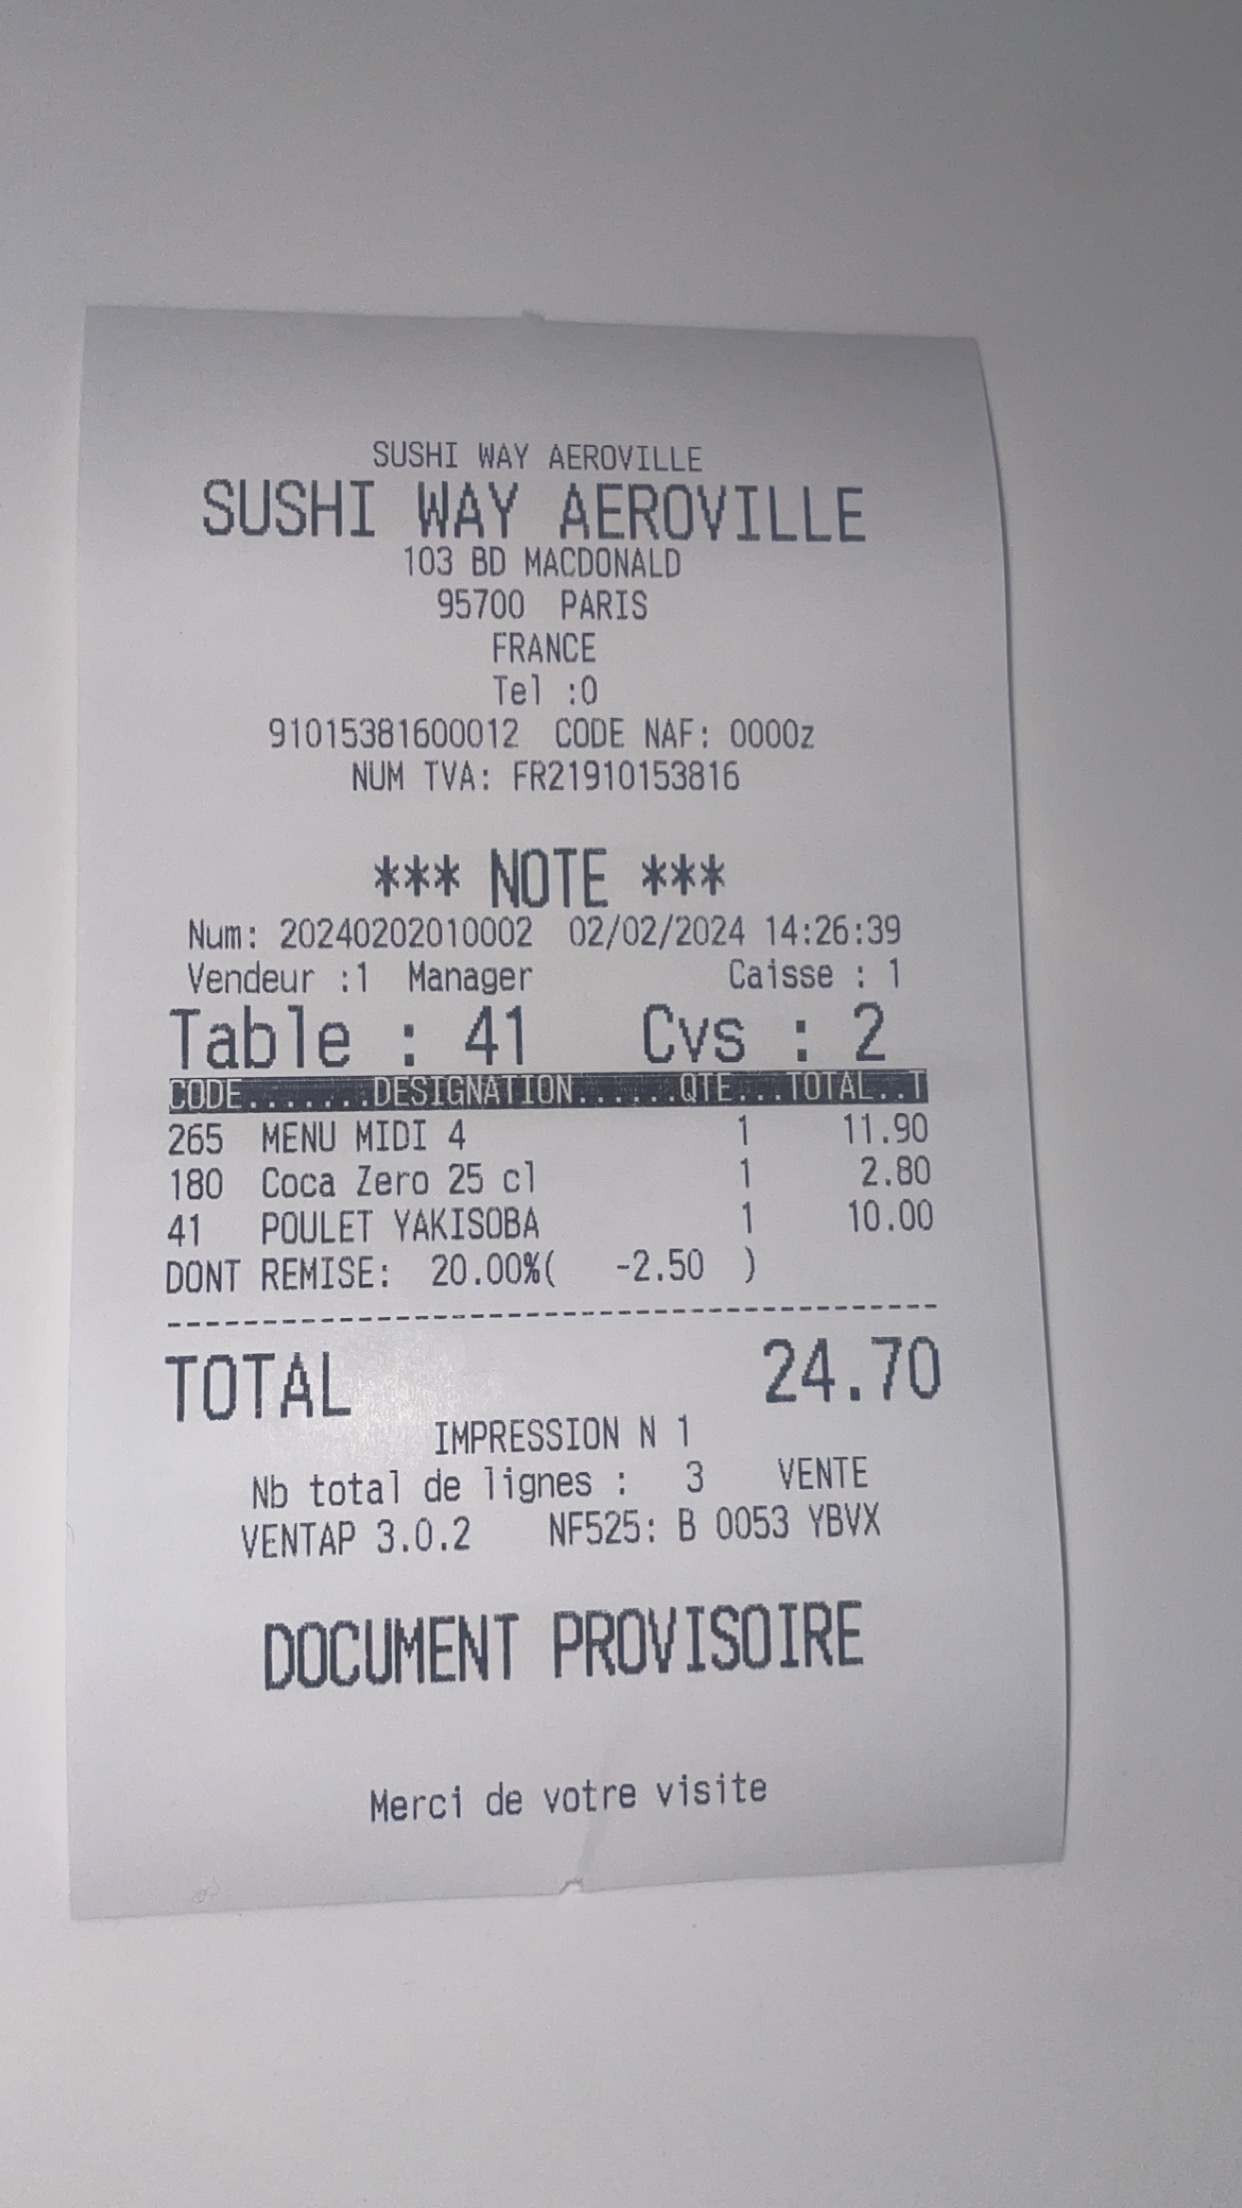 SUSHI WAY AEROVILLE
SUSHI WAY AEROVILLE
103 BD MACDONALD
95700 PARIS
FRANCE
Tel :0
91015381600012 CODE NAF: 0000z
NUM TVA: FR21910153816
*** NOTE ***
Num: 20240202010002 02/02/2024 14:26:39
Vendeur :1 Manager Caisse : 1
Table : 41 Cvs : 2
CODE.......DESIGNATION......QTE...TOTAL..T
265 MENU MIDI 4 1 11.90
180 Coca Zero 25 cl 1 2.80
41 POULET YAKISOBA 1 10.00
DONT REMISE: 20.00%( -2.50 )
------------------------------------------
TOTAL 24.70
IMPRESSION N 1
Nb total de lignes : 3 VENTE
VENTAP 3.0.2 NF525: B 0053 YBVX
DOCUMENT PROVISOIRE
Merci de votre visite